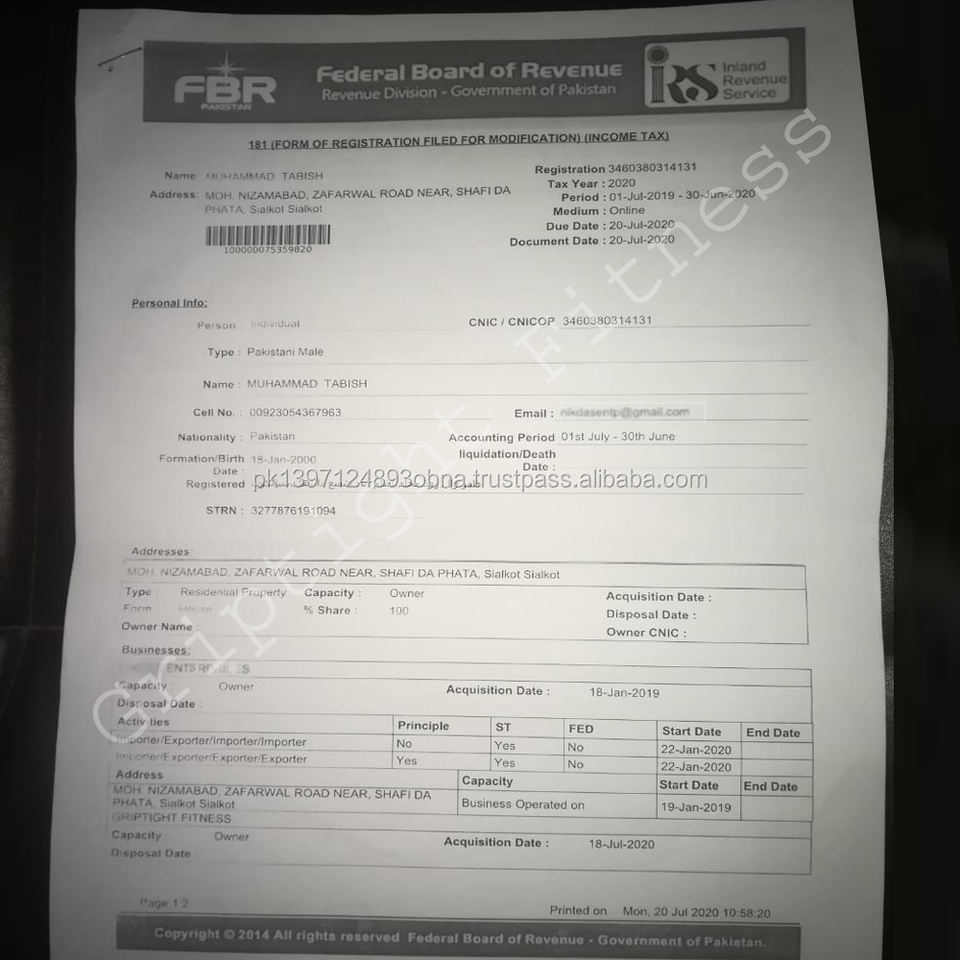 FBR
PAKISTAN
Federal Board of Revenue
Revenue Division - Government of Pakistan
IRS
Inland
Revenue
Service
181 (FORM OF REGISTRATION FILED FOR MODIFICATION) (INCOME TAX)
Name: MUHAMMAD TABISH
Address: MOH. NIZAMABAD, ZAFARWAL ROAD NEAR, SHAFI DA
PHATA, Sialkot Sialkot
100000075359820
Registration 3460380314131
Tax Year : 2020
Period : 01-Jul-2019 - 30-Jun-2020
Medium : Online
Due Date : 20-Jul-2020
Document Date : 20-Jul-2020
Personal Info:
Person : Individual CNIC / CNICOP 3460380314131
Type : Pakistani Male
Name : MUHAMMAD TABISH
Cell No. : 00923054367963 Email : nikdasentp@gmail.com
Nationality : Pakistan Accounting Period 01st July - 30th June
Formation/Birth Date : 18-Jan-2000 liquidation/Death Date :
Registered
pk1397124893obna.trustpass.alibaba.com
STRN : 3277876191094
Addresses:
MOH. NIZAMABAD, ZAFARWAL ROAD NEAR, SHAFI DA PHATA, Sialkot Sialkot
Type : Residential Property Capacity : Owner Acquisition Date :
Form House % Share : 100 Disposal Date :
Owner Name : Owner CNIC :
Businesses:
Capacity : Owner Acquisition Date : 18-Jan-2019
Disposal Date :
Activities Principle ST FED Start Date End Date
Importer/Exporter/Importer/Importer No Yes No 22-Jan-2020
Importer/Exporter/Exporter/Exporter Yes Yes No 22-Jan-2020
Address Capacity Start Date End Date
MOH. NIZAMABAD, ZAFARWAL ROAD NEAR, SHAFI DA
PHATA, Sialkot Sialkot Business Operated on 19-Jan-2019
GRIPTIGHT FITNESS
Capacity : Owner Acquisition Date : 18-Jul-2020
Disposal Date :
Page 1 2
Printed on Mon, 20 Jul 2020 10:58:20
Copyright © 2014 All rights reserved Federal Board of Revenue - Government of Pakistan.
Griptight Fitness